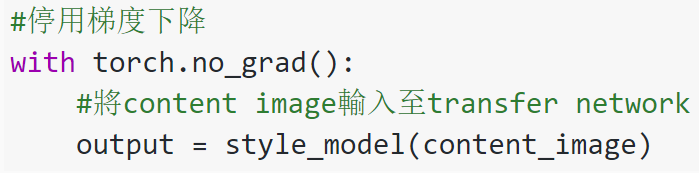 #停用梯度下降
with torch.no_grad():
    #將content image輸入至transfer network
    output = style_model(content_image)